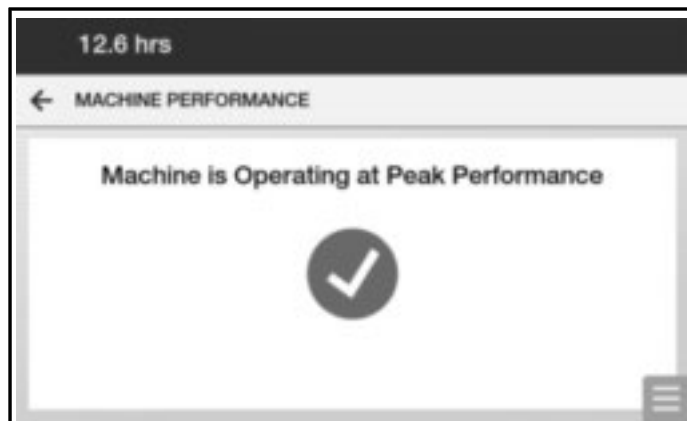 12.6 hrs
MACHINE PERFORMANCE
Machine is Operating at Peak Performance